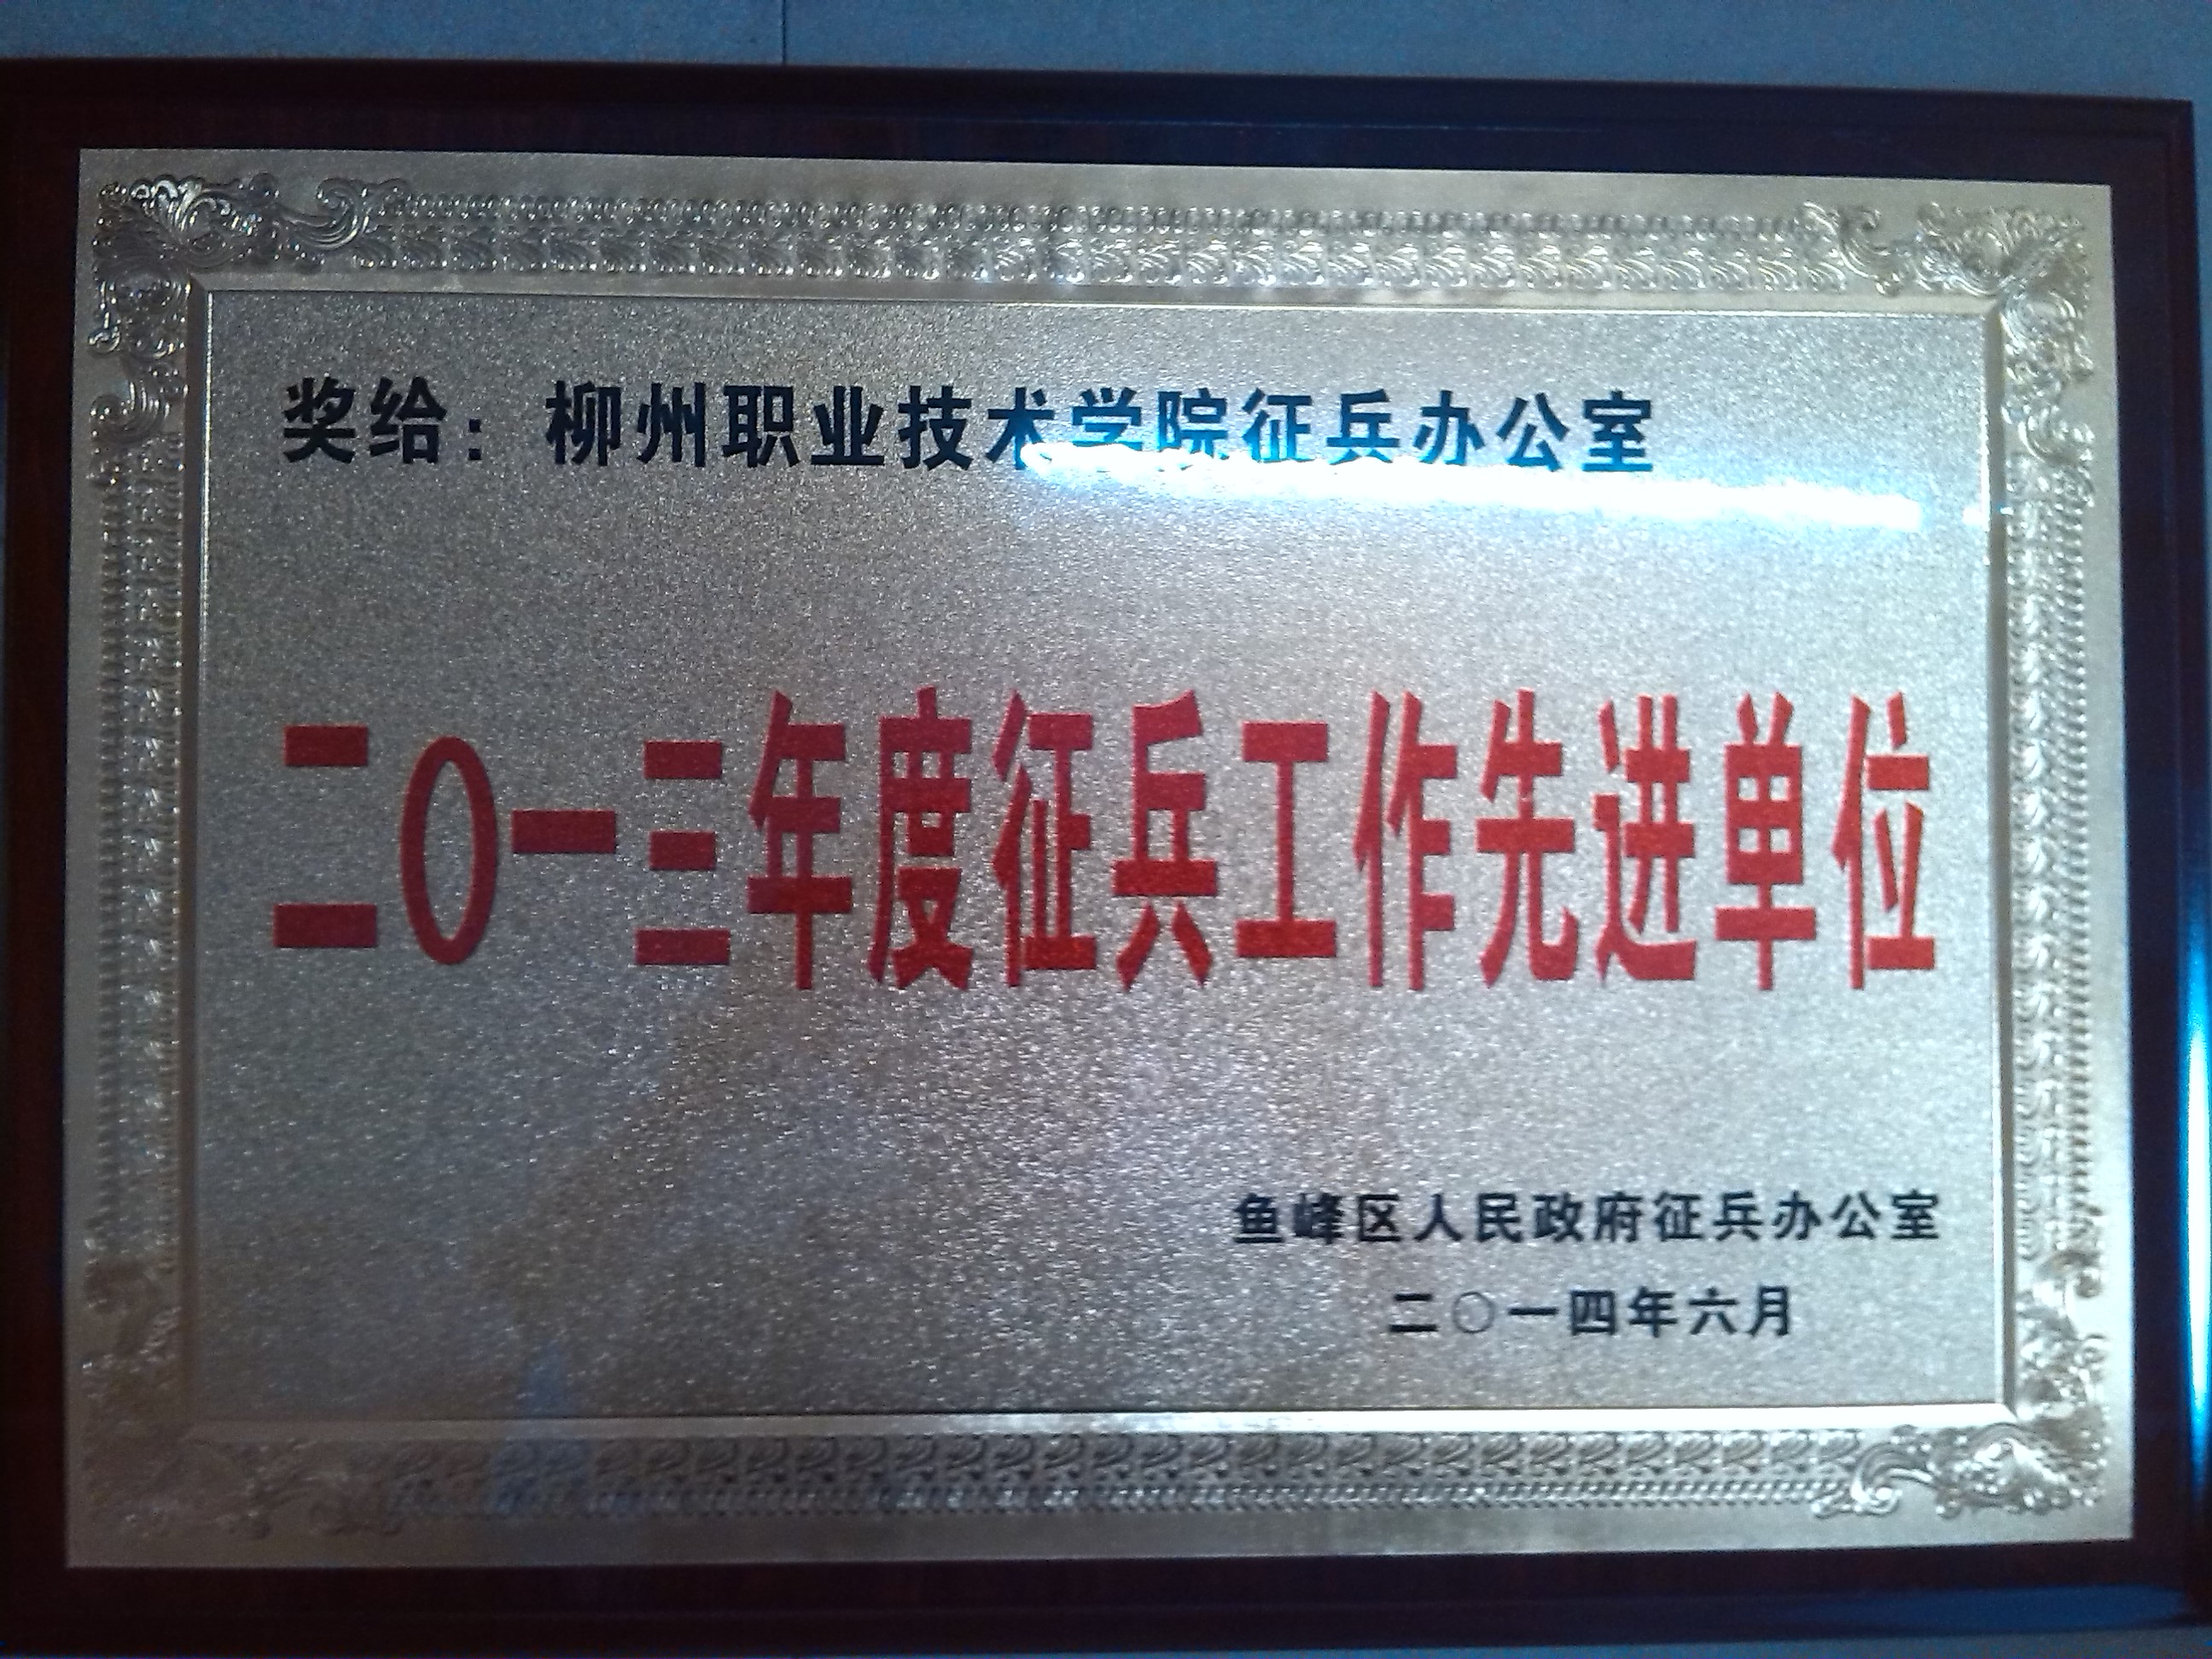 奖给：柳州职业技术学院征兵办公室
二〇一三年度征兵工作先进单位
鱼峰区人民政府征兵办公室
二〇一四年六月